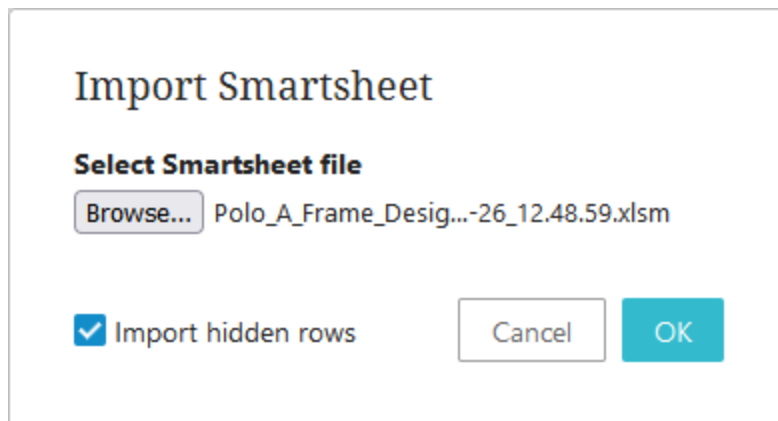 Import Smartsheet
Select Smartsheet file
Browse... Polo_A_Frame_Desig...-26_12.48.59.xlsm
Import hidden rows Cancel OK